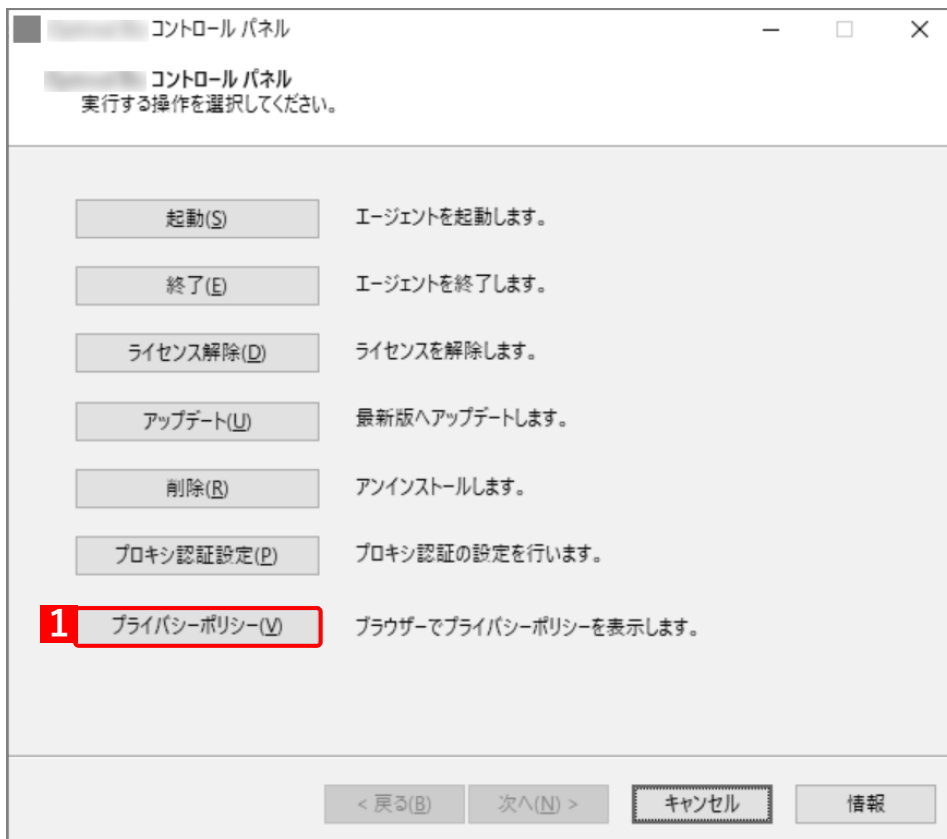 コントロール パネル
コントロール パネル
実行する操作を選択してください。
起動(S) エージェントを起動します。
終了(E) エージェントを終了します。
ライセンス解除(D) ライセンスを解除します。
アップデート(U) 最新版へアップデートします。
削除(R) アンインストールします。
プロキシ認証設定(P) プロキシ認証の設定を行います。
1 プライバシーポリシー(V) ブラウザーでプライバシーポリシーを表示します。
< 戻る(B) 次へ(N) > キャンセル 情報